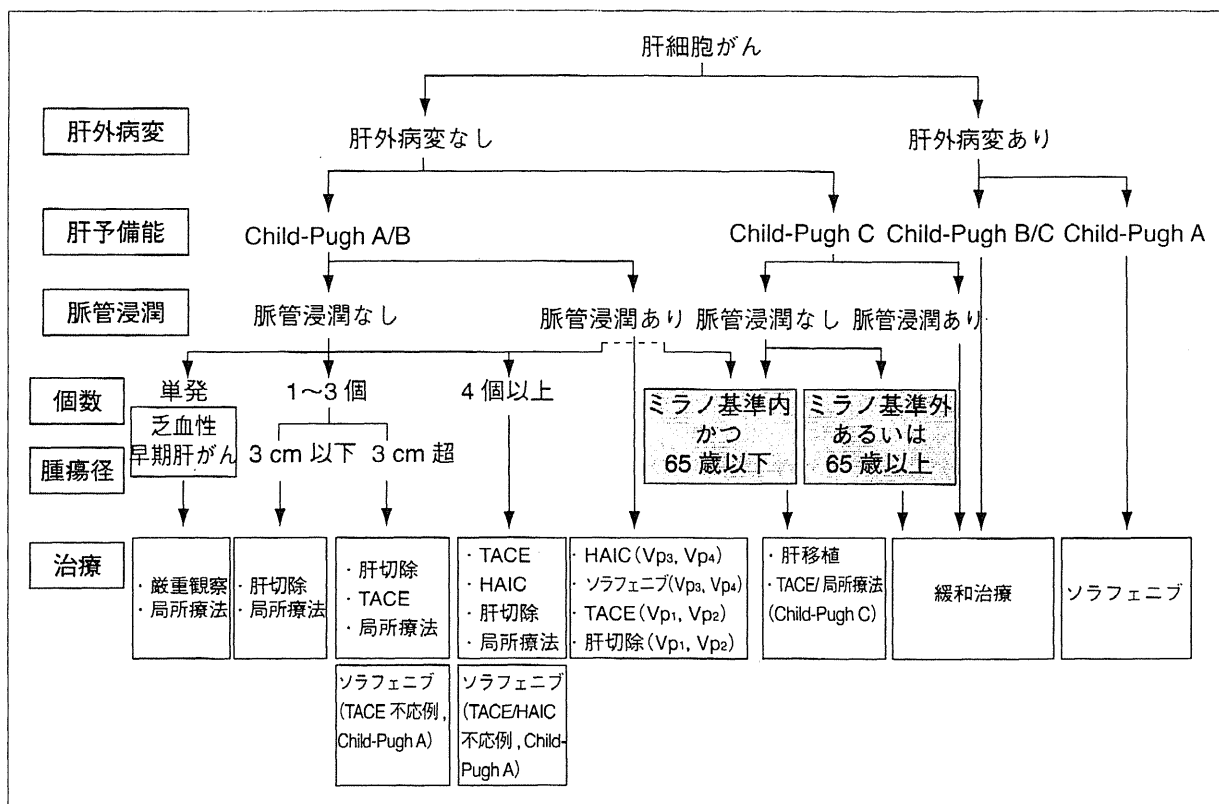 肝細胞がん
肝外病変
肝外病変なし
肝外病変あり
肝予備能
Child-Pugh A/B
Child-Pugh C
Child-Pugh B/C
Child-Pugh A
脈管浸潤
脈管浸潤なし
脈管浸潤あり
脈管浸潤なし
脈管浸潤あり
個数
単発
1〜3個
4個以上
腫瘍径
乏血性
早期肝がん
3 cm 以下
3 cm 超
ミラノ基準内
かつ
65 歳以下
ミラノ基準外
あるいは
65 歳以上
治療
・厳重観察
・局所療法
・肝切除
・局所療法
・肝切除
・TACE
・局所療法
・TACE
・HAIC
・肝切除
・局所療法
・HAIC(Vp3, Vp4)
・ソラフェニブ(Vp3, Vp4)
・TACE(Vp1, Vp2)
・肝切除(Vp1, Vp2)
・肝移植
・TACE/局所療法
(Child-Pugh C)
緩和治療
ソラフェニブ
ソラフェニブ
(TACE 不応例,
Child-Pugh A)
ソラフェニブ
(TACE/HAIC
不応例, Child-
Pugh A)